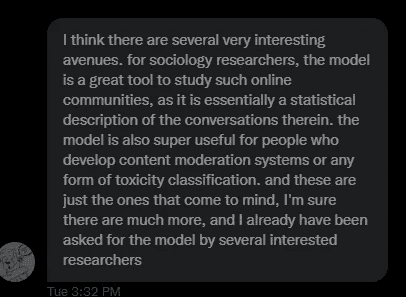 I think there are several very interesting
avenues. for sociology researchers, the model
is a great tool to study such online
communities, as it is essentially a statistical
description of the conversations therein. the
model is also super useful for people who
develop content moderation systems or any
form of toxicity classification. and these are
just the ones that come to mind, I'm sure
there are much more, and I already have been
asked for the model by several interested
researchers
Tue 3:32 PM